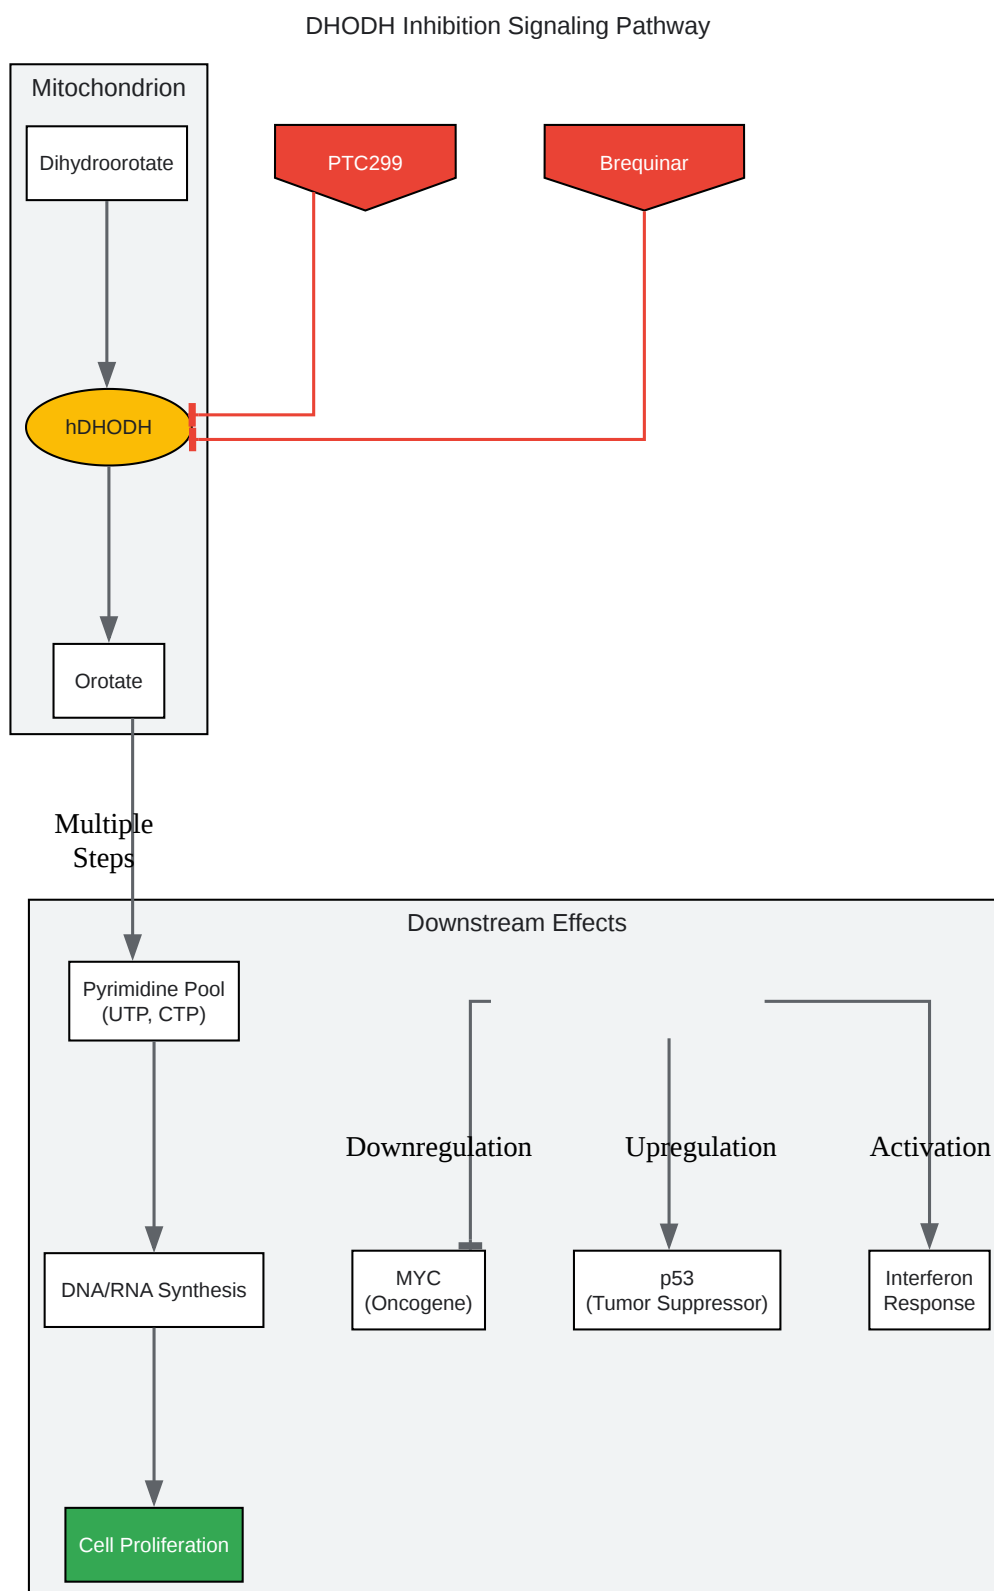 DHODH Inhibition Signaling Pathway
Mitochondrion
Dihydroorotate
PTC299
Brequinar
hDHODH
Orotate
Multiple
Steps
Downstream Effects
Pyrimidine Pool
(UTP, CTP)
Downregulation
Upregulation
Activation
DNA/RNA Synthesis
MYC
(Oncogene)
p53
(Tumor Suppressor)
Interferon
Response
Cell Proliferation